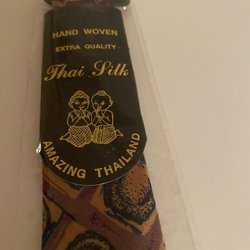 HAND WOVEN
EXTRA QUALITY
Thai Silk
AMAZING THAILAND